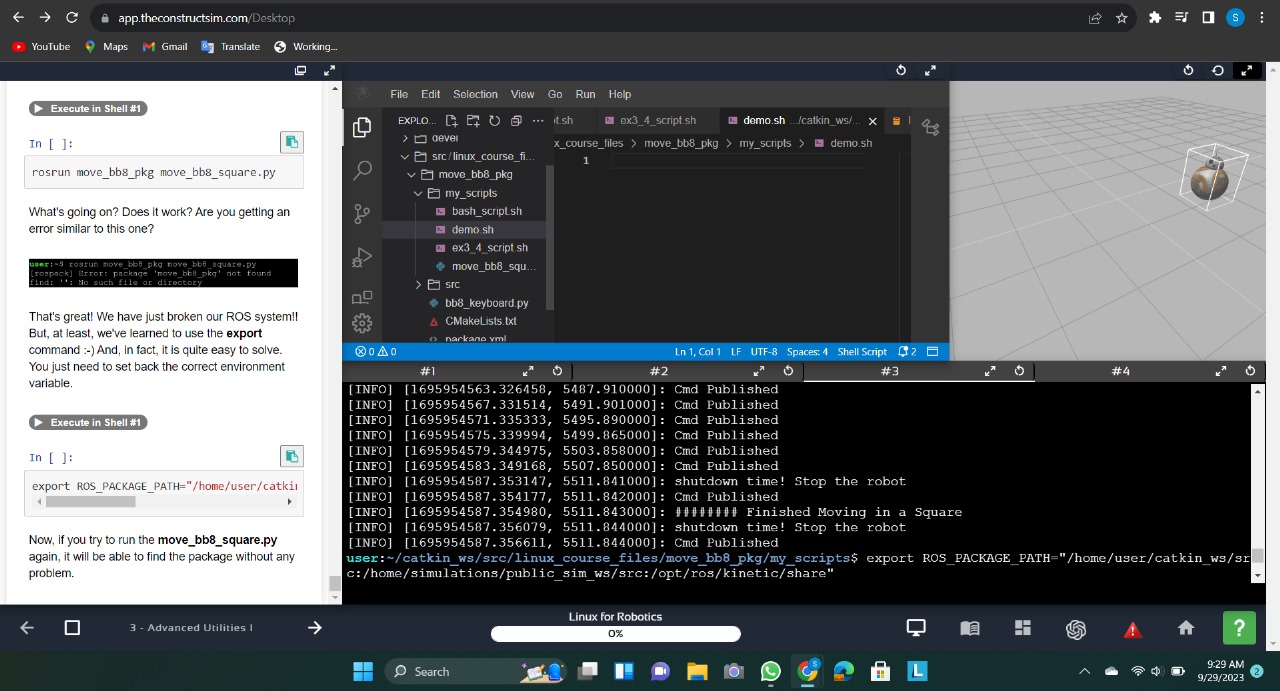 app.theconstructsim.com/Desktop
S
YouTube
Maps
Gmail
Translate
Working...
Execute in Shell #1
In [ ]:
rosrun move_bb8_pkg move_bb8_square.py
What's going on? Does it work? Are you getting an
error similar to this one?
user:~$ rosrun move_bb8_pkg move_bb8_square.py
[rospack] Error: package 'move_bb8_pkg' not found
find: '': No such file or directory
That's great! We have just broken our ROS system!!
But, at least, we've learned to use the export
command :-) And, in fact, it is quite easy to solve.
You just need to set back the correct environment
variable.
Execute in Shell #1
In [ ]:
export ROS_PACKAGE_PATH="/home/user/catkin
Now, if you try to run the move_bb8_square.py
again, it will be able to find the package without any
problem.
File Edit Selection View Go Run Help
EXPLO...
devel
src/linux_course_fi...
move_bb8_pkg
my_scripts
bash_script.sh
demo.sh
ex3_4_script.sh
move_bb8_squ...
src
bb8_keyboard.py
CMakeLists.txt
package.xml
pt.sh
ex3_4_script.sh
demo.sh .../catkin_ws/...
x_course_files > move_bb8_pkg > my_scripts > demo.sh
1
0 0
Ln 1, Col 1 LF UTF-8 Spaces: 4 Shell Script 2
#1
#2
#3
#4
[INFO] [1695954563.326458, 5487.910000]: Cmd Published
[INFO] [1695954567.331514, 5491.901000]: Cmd Published
[INFO] [1695954571.335333, 5495.890000]: Cmd Published
[INFO] [1695954575.339994, 5499.865000]: Cmd Published
[INFO] [1695954579.344975, 5503.858000]: Cmd Published
[INFO] [1695954583.349168, 5507.850000]: Cmd Published
[INFO] [1695954587.353147, 5511.841000]: shutdown time! Stop the robot
[INFO] [1695954587.354177, 5511.842000]: Cmd Published
[INFO] [1695954587.354980, 5511.843000]: ######## Finished Moving in a Square
[INFO] [1695954587.356079, 5511.844000]: shutdown time! Stop the robot
[INFO] [1695954587.356611, 5511.844000]: Cmd Published
user:~/catkin_ws/src/linux_course_files/move_bb8_pkg/my_scripts$ export ROS_PACKAGE_PATH="/home/user/catkin_ws/sr
c:/home/simulations/public_sim_ws/src:/opt/ros/kinetic/share"
3 - Advanced Utilities I
Linux for Robotics
0%
?
Search
S
L
9:29 AM
9/29/2023
2